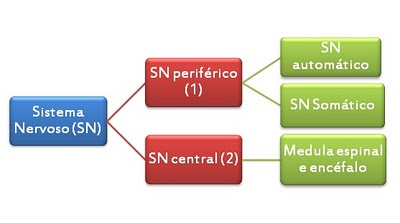 Sistema
Nervoso (SN)
SN periférico
(1)
SN central (2)
SN
automático
SN Somático
Medula espinal
e encéfalo